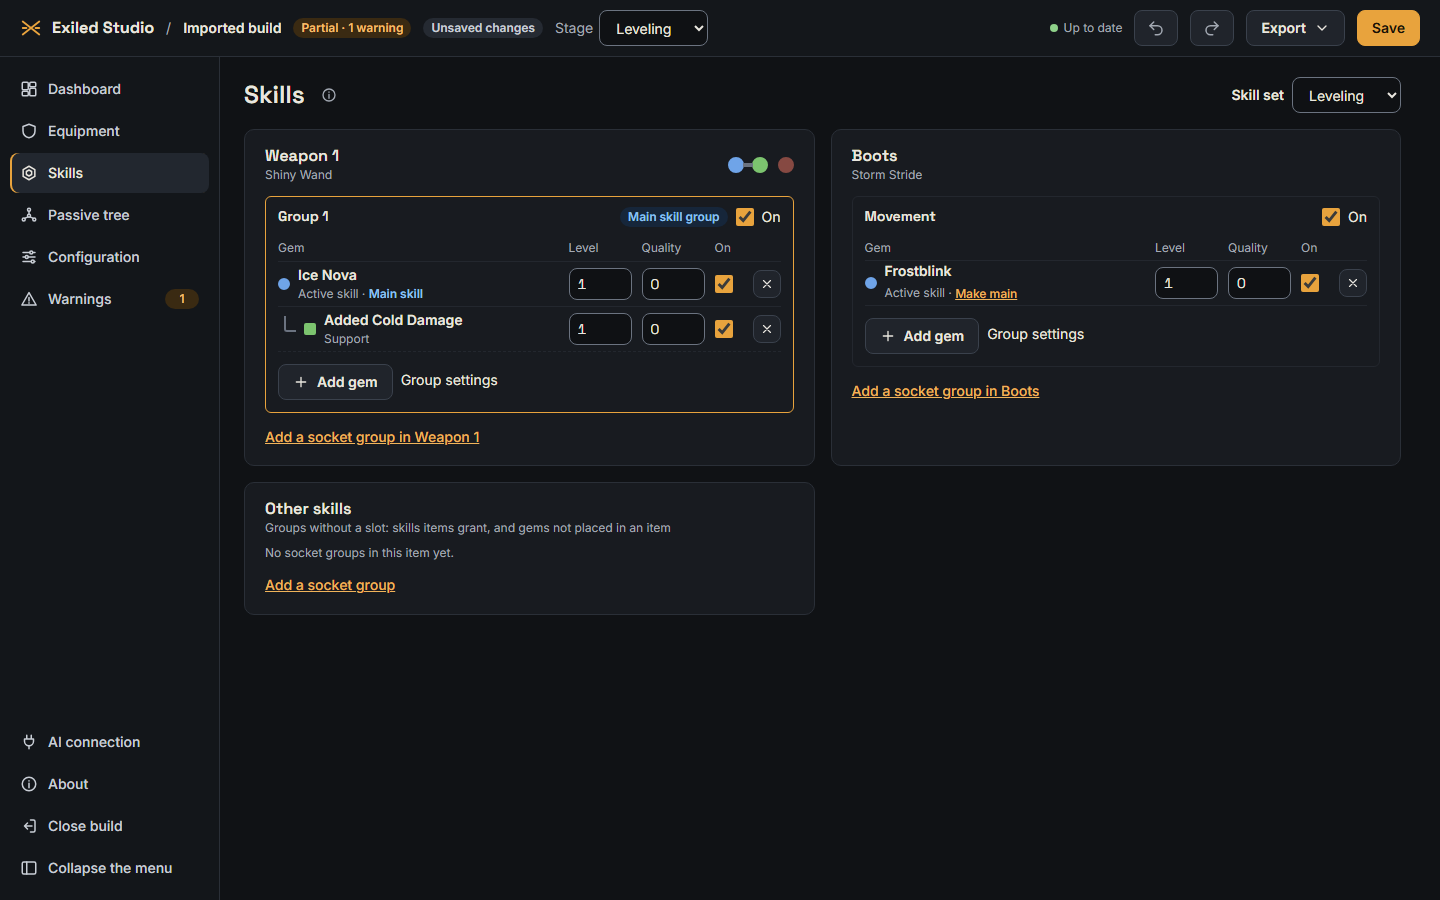 Exiled Studio / Imported build Partial · 1 warning Unsaved changes Stage Leveling Up to date Export Save
Dashboard
Equipment
Skills
Passive tree
Configuration
Warnings 1
AI connection
About
Close build
Collapse the menu
Skills
Skill set Leveling
Weapon 1
Shiny Wand
Group 1 Main skill group On
Gem Level Quality On
Ice Nova 1 0
Active skill · Main skill
Added Cold Damage 1 0
Support
Add gem Group settings
Add a socket group in Weapon 1
Boots
Storm Stride
Movement On
Gem Level Quality On
Frostblink 1 0
Active skill · Make main
Add gem Group settings
Add a socket group in Boots
Other skills
Groups without a slot: skills items grant, and gems not placed in an item
No socket groups in this item yet.
Add a socket group